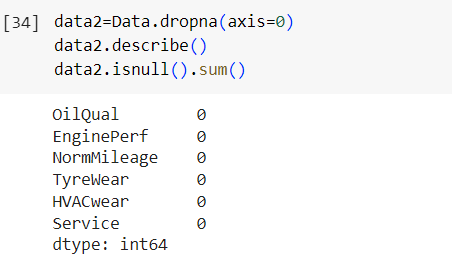 [34] data2=Data.dropna(axis=0)
data2.describe()
data2.isnull().sum()
OilQual 0
EnginePerf 0
NormMileage 0
TyreWear 0
HVACwear 0
Service 0
dtype: int64